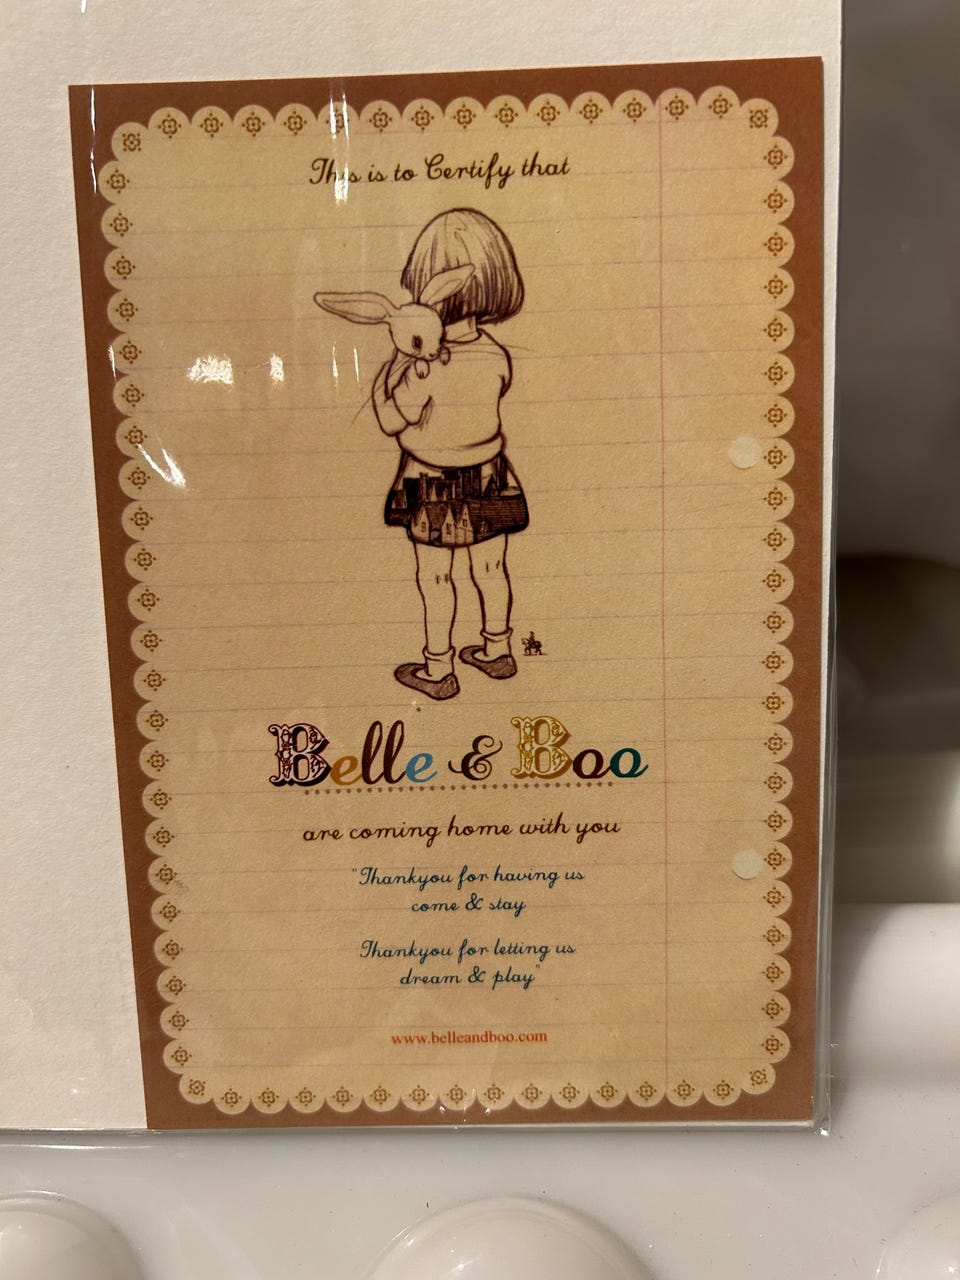 This is to Certify that
Belle & Boo
are coming home with you
"Thankyou for having us
come & stay
Thankyou for letting us
dream & play"
www.belleandboo.com